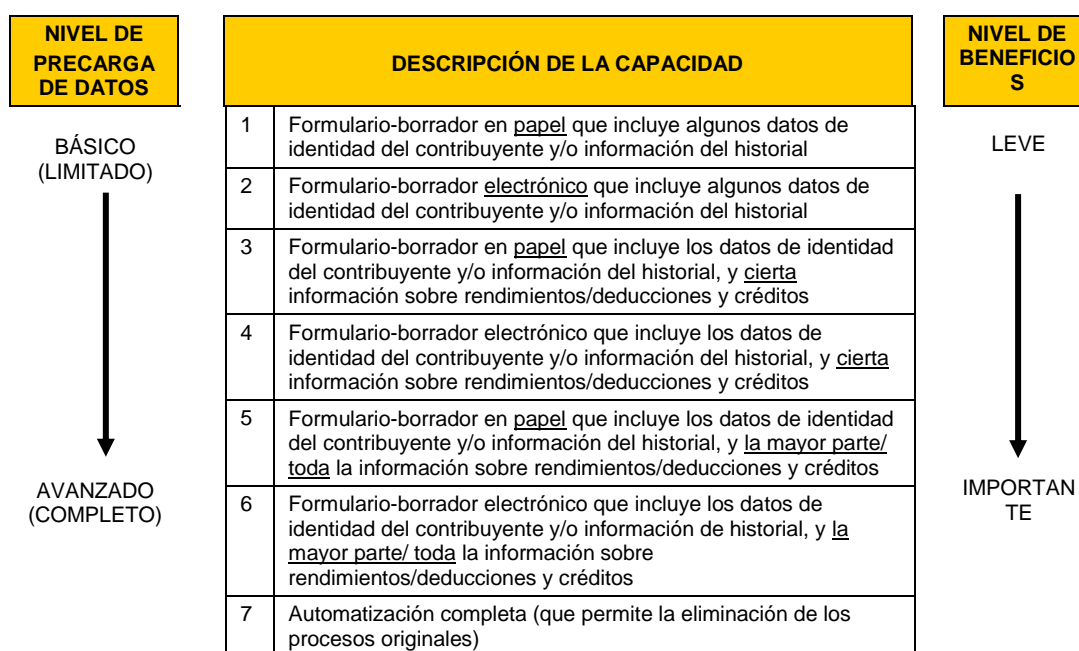 NIVEL DE
PRECARGA
DE DATOS
DESCRIPCIÓN DE LA CAPACIDAD
NIVEL DE
BENEFICIO
S
BÁSICO
(LIMITADO)
AVANZADO
(COMPLETO)
1 Formulario-borrador en papel que incluye algunos datos de
identidad del contribuyente y/o información del historial
2 Formulario-borrador electrónico que incluye algunos datos de
identidad del contribuyente y/o información del historial
3 Formulario-borrador en papel que incluye los datos de identidad
del contribuyente y/o información del historial, y cierta
información sobre rendimientos/deducciones y créditos
4 Formulario-borrador electrónico que incluye los datos de
identidad del contribuyente y/o información del historial, y cierta
información sobre rendimientos/deducciones y créditos
5 Formulario-borrador en papel que incluye los datos de identidad
del contribuyente y/o información del historial, y la mayor parte/
toda la información sobre rendimientos/deducciones y créditos
6 Formulario-borrador electrónico que incluye los datos de
identidad del contribuyente y/o información de historial, y la
mayor parte/ toda la información sobre
rendimientos/deducciones y créditos
7 Automatización completa (que permite la eliminación de los
procesos originales)
LEVE
IMPORTAN
TE